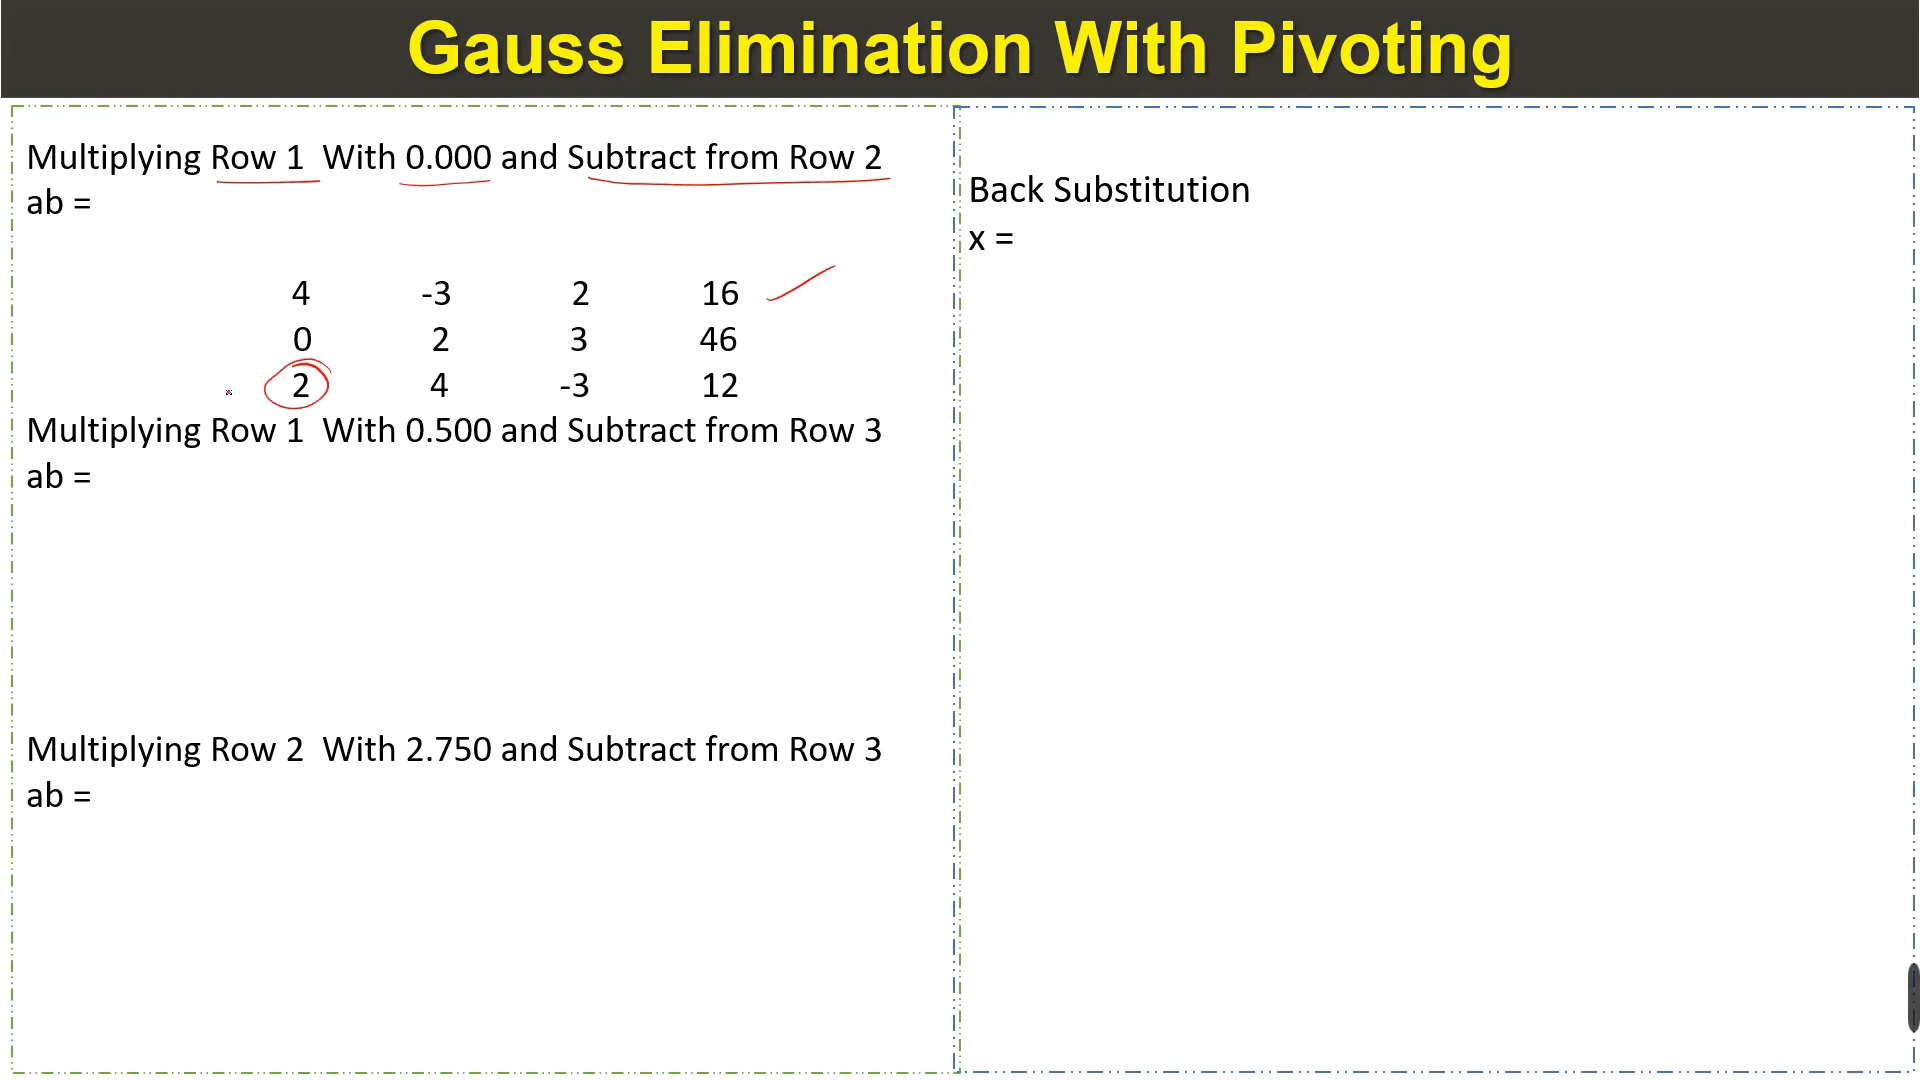 Gauss Elimination With Pivoting
Multiplying Row 1 With 0.000 and Subtract from Row 2
ab =
4 -3 2 16
0 2 3 46
2 4 -3 12
Multiplying Row 1 With 0.500 and Subtract from Row 3
ab =
Multiplying Row 2 With 2.750 and Subtract from Row 3
ab =
Back Substitution
x =